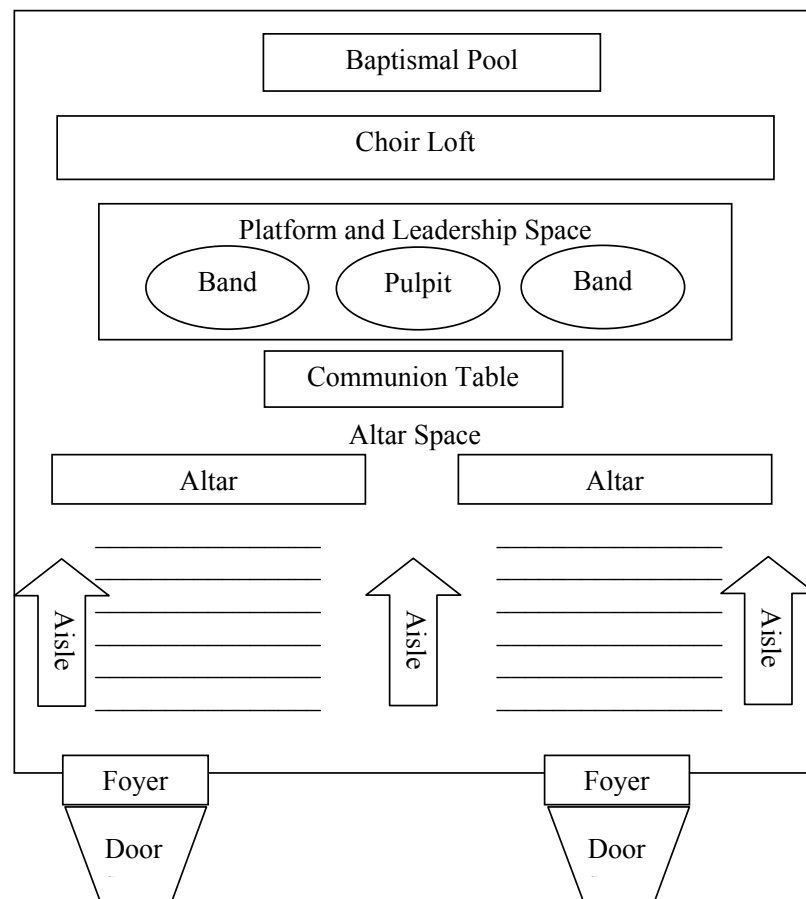 Baptismal Pool
Choir Loft
Platform and Leadership Space
Band Pulpit Band
Communion Table
Altar Space
Altar Altar
Aisle Aisle Aisle
Foyer Foyer
Door Door